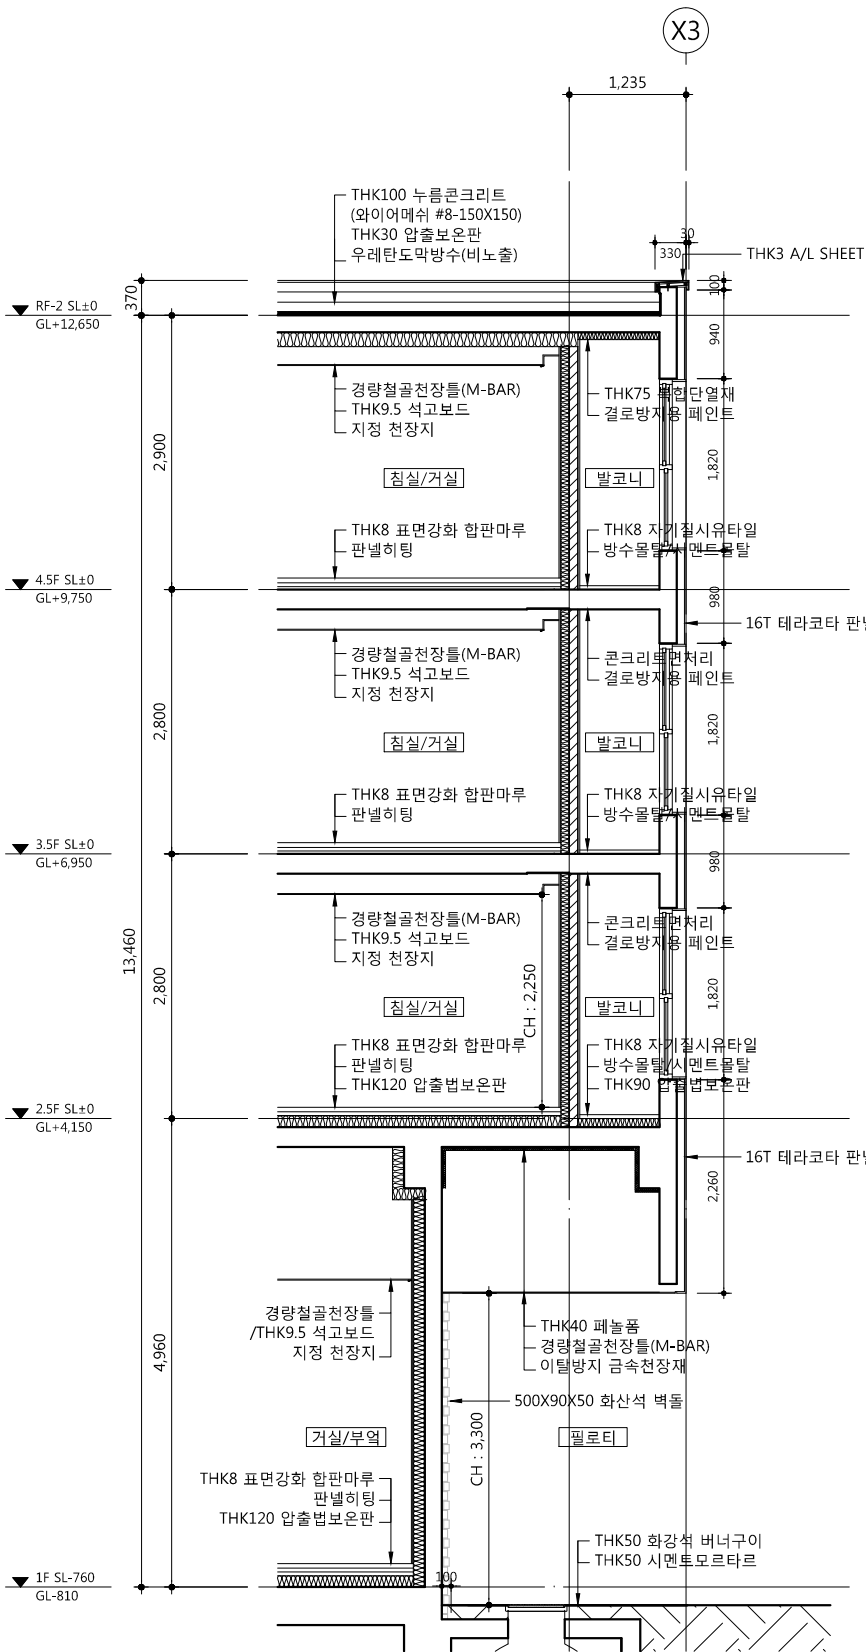 X3
1,235
THK100 누름콘크리트
(와이어메쉬 #8-150X150)
THK30 압출보온판
우레탄도막방수(비노출)
30
330
THK3 A/L SHEET
100
370
RF-2 SL±0
GL+12,650
940
경량철골천장틀(M-BAR)
THK9.5 석고보드
지정 천장지
THK75 복합단열재
결로방지용 페인트
2,900
1,820
침실/거실
발코니
THK8 표면강화 합판마루
판넬히팅
THK8 자기질시유타일
방수몰탈/시멘트몰탈
4.5F SL±0
GL+9,750
980
16T 테라코타 판넬
경량철골천장틀(M-BAR)
THK9.5 석고보드
지정 천장지
콘크리트면처리
결로방지용 페인트
2,800
1,820
침실/거실
발코니
THK8 표면강화 합판마루
판넬히팅
THK8 자기질시유타일
방수몰탈/시멘트몰탈
3.5F SL±0
GL+6,950
980
경량철골천장틀(M-BAR)
THK9.5 석고보드
지정 천장지
콘크리트면처리
결로방지용 페인트
13,460
2,800
CH : 2,250
1,820
침실/거실
발코니
THK8 표면강화 합판마루
판넬히팅
THK120 압출법보온판
THK8 자기질시유타일
방수몰탈/시멘트몰탈
THK90 압출법보온판
2.5F SL±0
GL+4,150
16T 테라코타 판넬
2,260
경량철골천장틀
/THK9.5 석고보드
지정 천장지
THK40 페놀폼
경량철골천장틀(M-BAR)
이탈방지 금속천장재
4,960
500X90X50 화산석 벽돌
거실/부엌
CH : 3,300
필로티
THK8 표면강화 합판마루
판넬히팅
THK120 압출법보온판
THK50 화강석 버너구이
THK50 시멘트모르타르
1F SL-760
GL-810
100